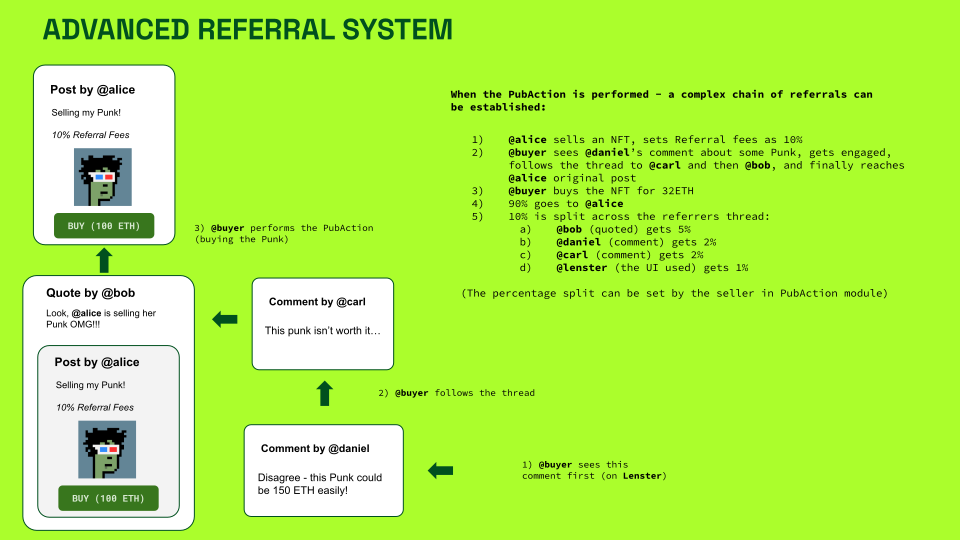 ADVANCED REFERRAL SYSTEM
Post by @alice
Selling my Punk!
10% Referral Fees
BUY (100 ETH)
3) @buyer performs the PubAction
(buying the Punk)
Quote by @bob
Look, @alice is selling her
Punk OMG!!!
Post by @alice
Selling my Punk!
10% Referral Fees
BUY (100 ETH)
Comment by @carl
This punk isn't worth it…
2) @buyer follows the thread
Comment by @daniel
Disagree - this Punk could
be 150 ETH easily!
1) @buyer sees this
comment first (on Lenster)
When the PubAction is performed - a complex chain of referrals can
be established:
1) @alice sells an NFT, sets Referral fees as 10%
2) @buyer sees @daniel's comment about some Punk, gets engaged,
follows the thread to @carl and then @bob, and finally reaches
@alice original post
3) @buyer buys the NFT for 32ETH
4) 90% goes to @alice
5) 10% is split across the referrers thread:
a) @bob (quoted) gets 5%
b) @daniel (comment) gets 2%
c) @carl (comment) gets 2%
d) @lenster (the UI used) gets 1%
(The percentage split can be set by the seller in PubAction module)